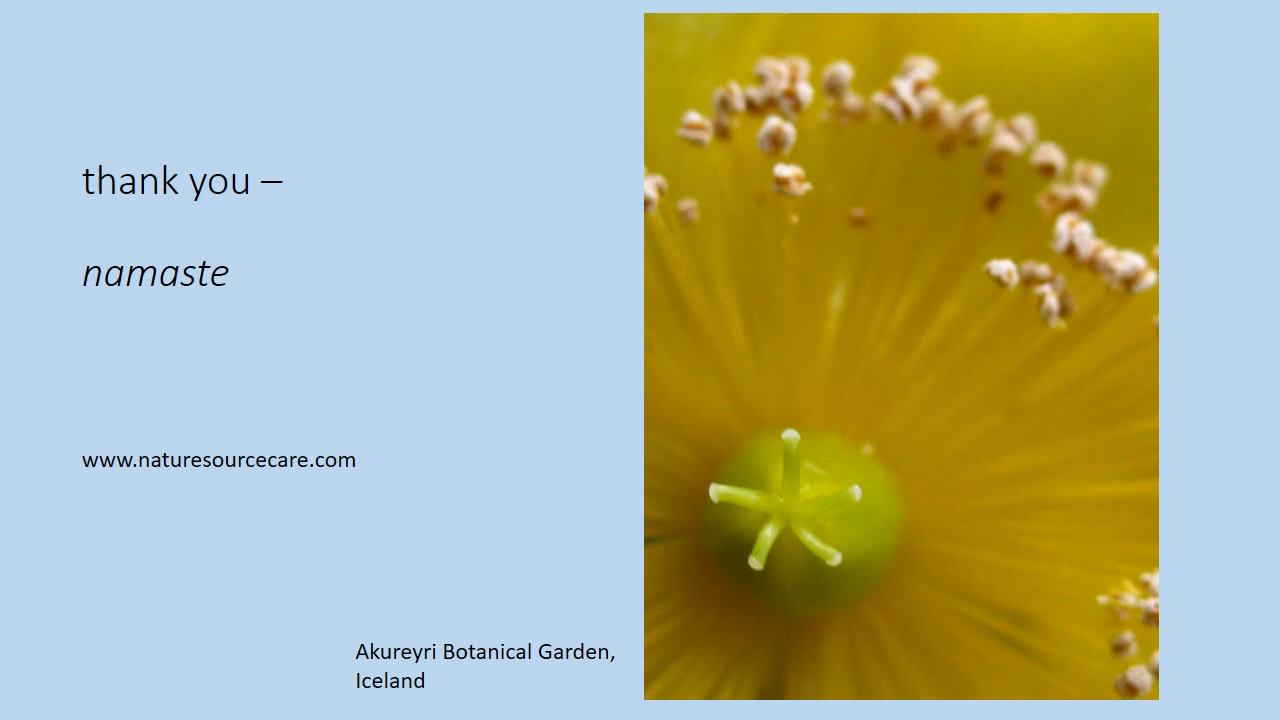 thank you –
namaste
www.naturesourcecare.com
Akureyri Botanical Garden,
Iceland